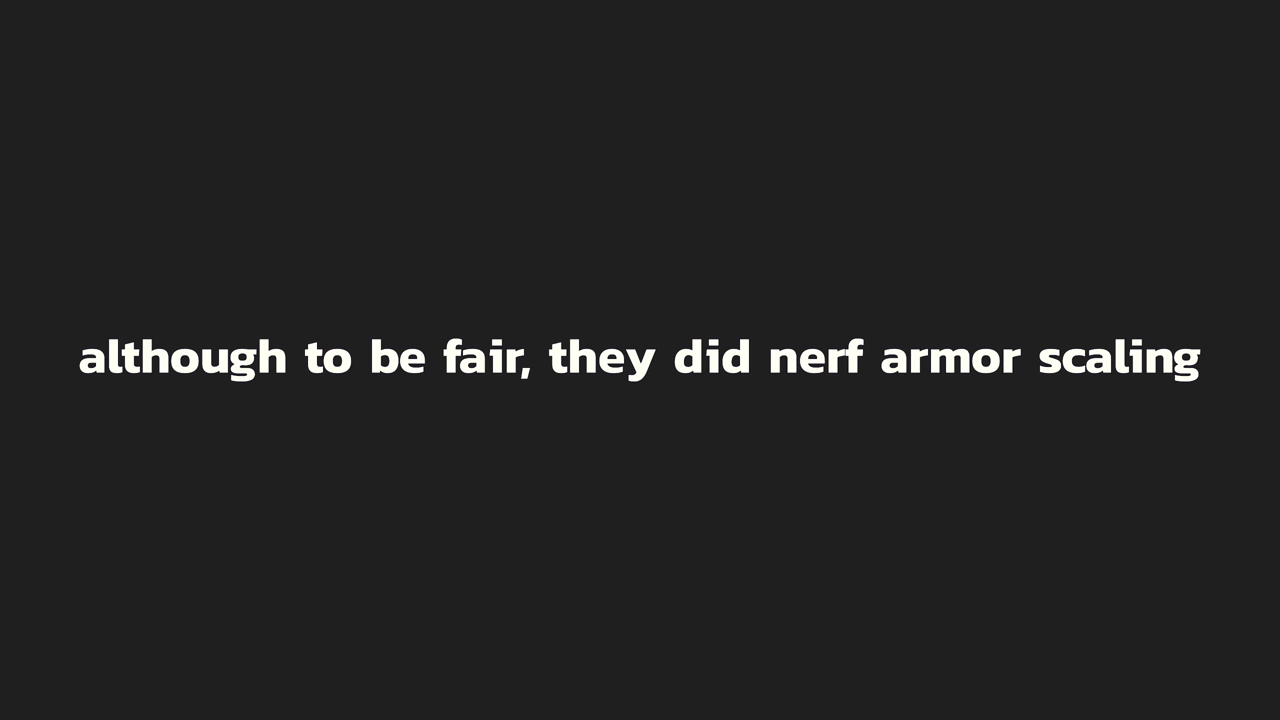 although to be fair, they did nerf armor scaling